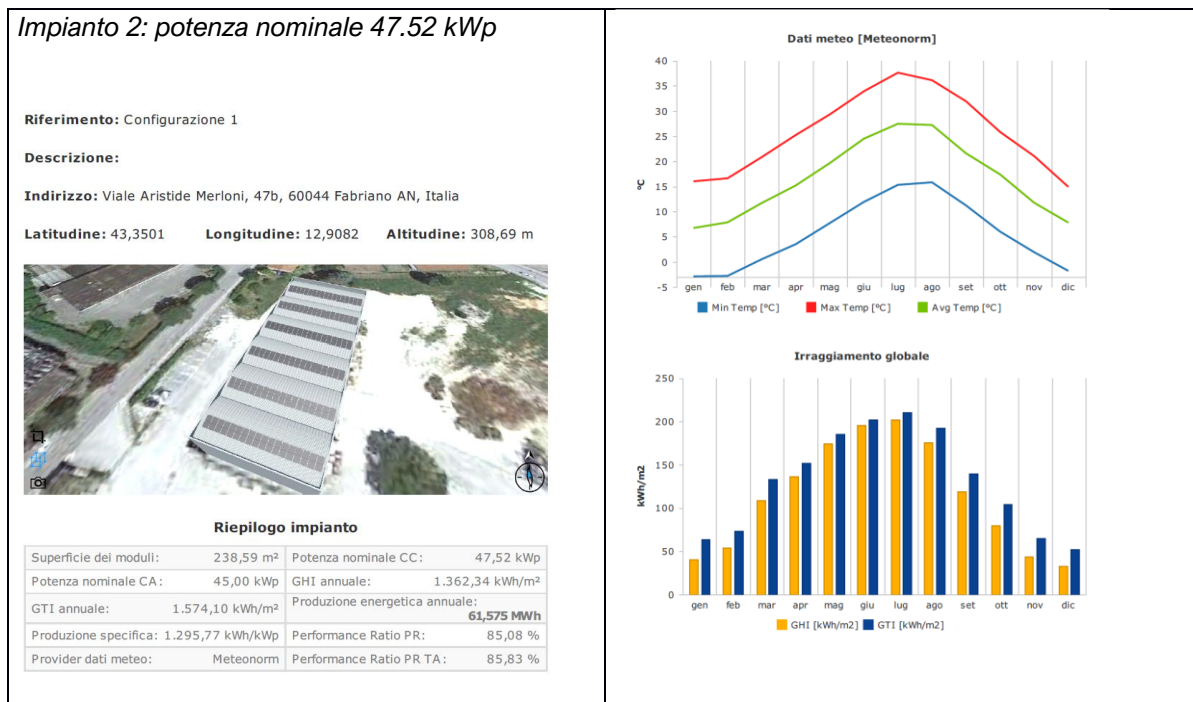 Impianto 2: potenza nominale 47.52 kWp
Riferimento: Configurazione 1
Descrizione:
Indirizzo: Viale Aristide Merloni, 47b, 60044 Fabriano AN, Italia
Latitudine: 43,3501 Longitudine: 12,9082 Altitudine: 308,69 m
Riepilogo impianto
Superficie dei moduli: 238,59 m² Potenza nominale CC: 47,52 kWp
Potenza nominale CA: 45,00 kWp GHI annuale: 1.362,34 kWh/m²
GTI annuale: 1.574,10 kWh/m² Produzione energetica annuale:
61,575 MWh
Produzione specifica: 1.295,77 kWh/kWp Performance Ratio PR: 85,08 %
Provider dati meteo: Meteonorm Performance Ratio PR TA: 85,83 %
Dati meteo [Meteonorm]
40
35
30
25
20
15
10
5
0
-5
ºC
gen feb mar apr mag giu lug ago set ott nov dic
Min Temp [ºC] Max Temp [ºC] Avg Temp [ºC]
Irraggiamento globale
250
200
150
100
50
0
kWh/m2
gen feb mar apr mag giu lug ago set ott nov dic
GHI [kWh/m2] GTI [kWh/m2]